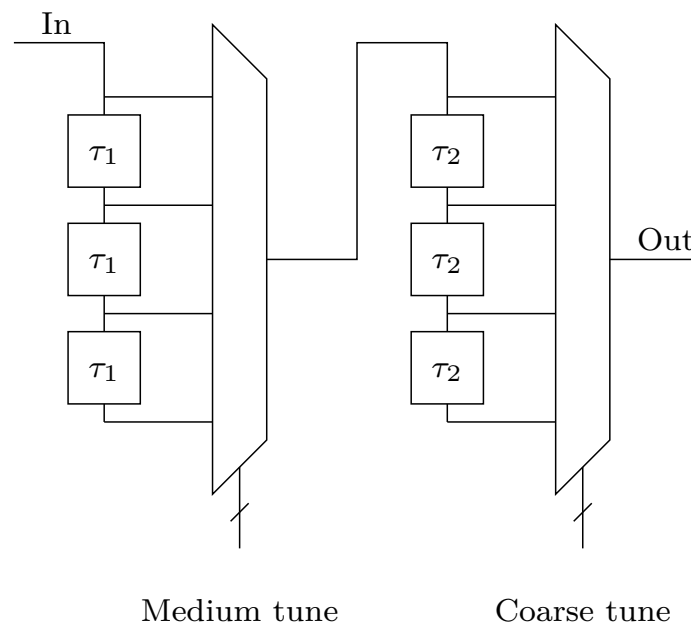 In
τ₁
τ₁
τ₁
τ₂
τ₂
τ₂
Out
Medium tune
Coarse tune